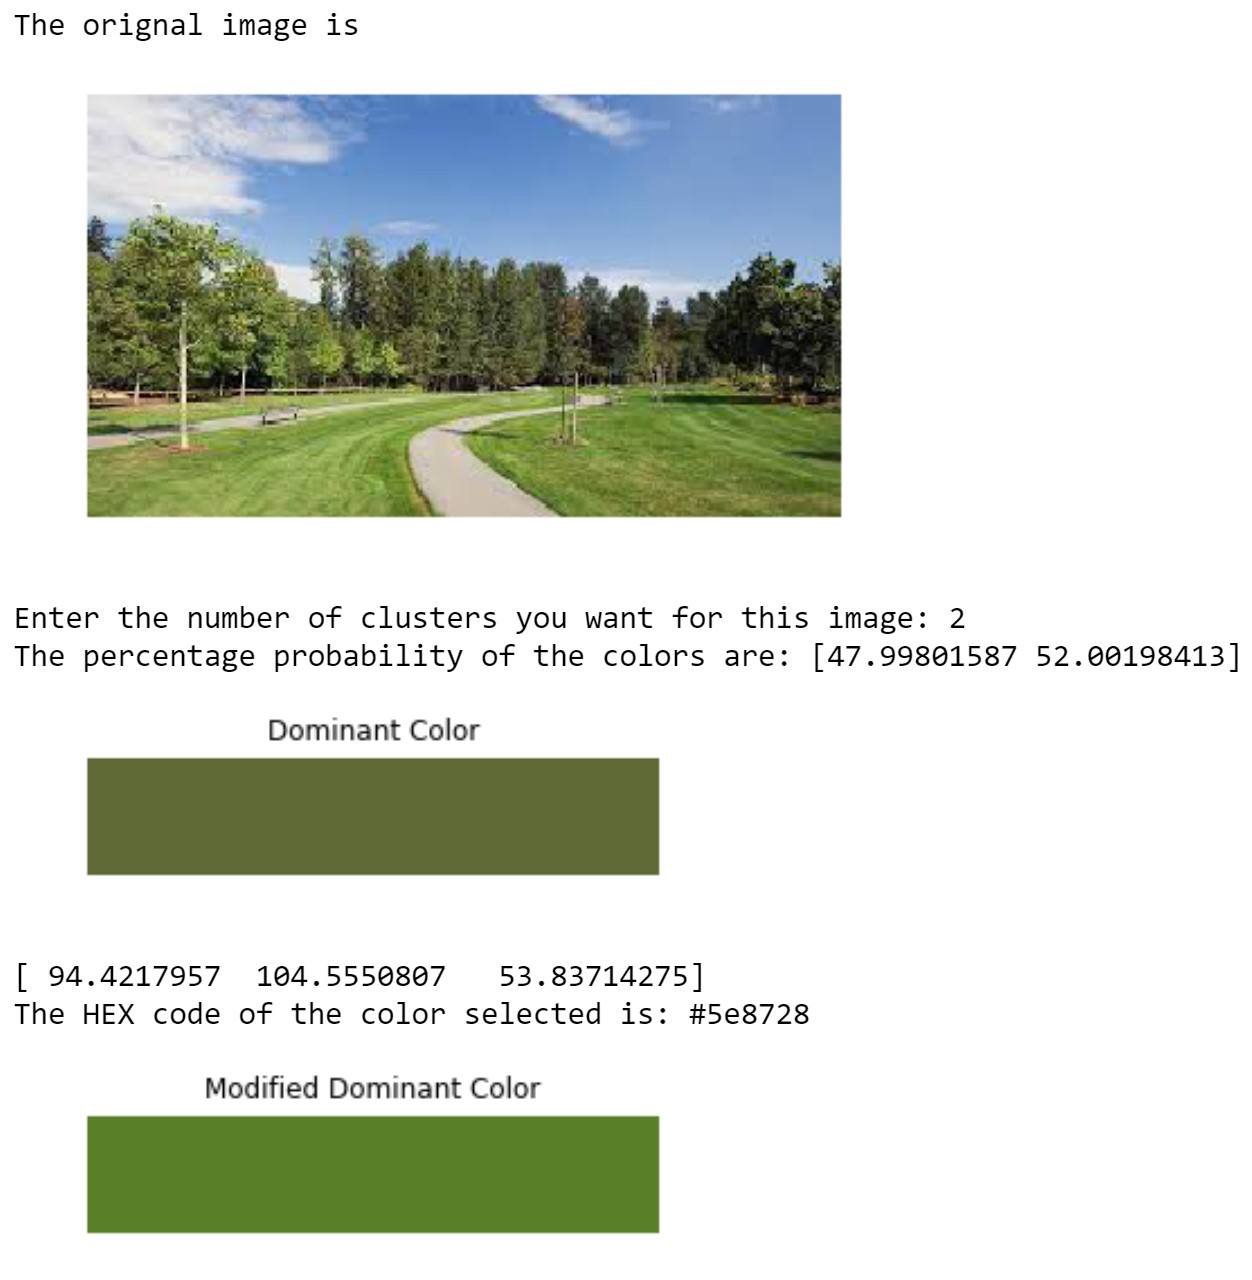 The orignal image is
Enter the number of clusters you want for this image: 2
The percentage probability of the colors are: [47.99801587 52.00198413]
Dominant Color
[ 94.4217957  104.5550807   53.83714275]
The HEX code of the color selected is: #5e8728
Modified Dominant Color